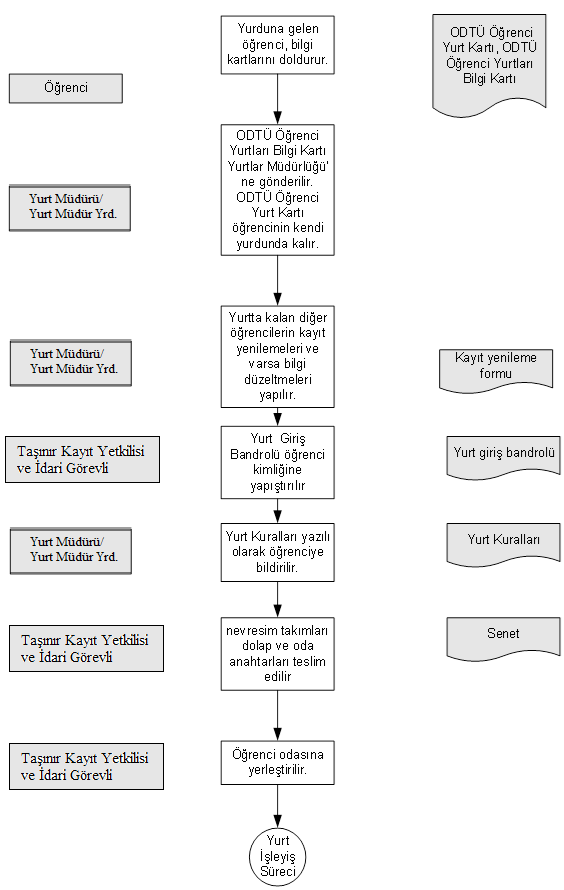 Yurduna gelen
öğrenci, bilgi
kartlarını doldurur.
ODTÜ Öğrenci
Yurt Kartı, ODTÜ
Öğrenci Yurtları
Bilgi Kartı
Öğrenci
ODTÜ Öğrenci
Yurtları Bilgi Kartı
Yurtlar Müdürlüğü'
ne gönderilir.
ODTÜ Öğrenci
Yurt Kartı
öğrencinin kendi
yurdunda kalır.
Yurt Müdürü/
Yurt Müdür Yrd.
Yurtta kalan diğer
öğrencilerin kayıt
yenilemeleri ve
varsa bilgi
düzeltmeleri
yapılır.
Yurt Müdürü/
Yurt Müdür Yrd.
Kayıt yenileme
formu
Taşınır Kayıt Yetkilisi
ve İdari Görevli
Yurt Giriş
Bandrolü öğrenci
kimliğine
yapıştırılır
Yurt giriş bandrolü
Yurt Müdürü/
Yurt Müdür Yrd.
Yurt Kuralları yazılı
olarak öğrenciye
bildirilir.
Yurt Kuralları
Taşınır Kayıt Yetkilisi
ve İdari Görevli
nevresim takımları
dolap ve oda
anahtarları teslim
edilir
Senet
Taşınır Kayıt Yetkilisi
ve İdari Görevli
Öğrenci odasına
yerleştirilir.
Yurt
İşleyiş
Süreci